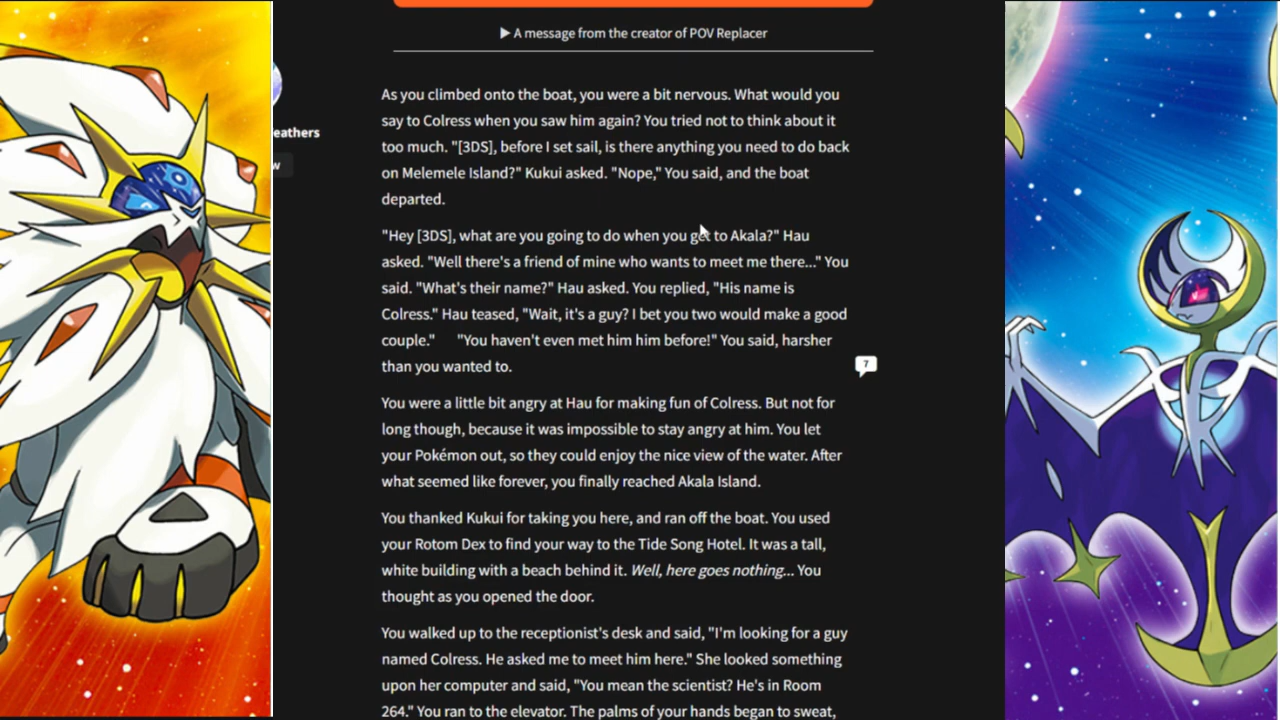 ▶ A message from the creator of POV Replacer
eathers
w
As you climbed onto the boat, you were a bit nervous. What would you
say to Colress when you saw him again? You tried not to think about it
too much. "[3DS], before I set sail, is there anything you need to do back
on Melemele Island?" Kukui asked. "Nope," You said, and the boat
departed.
"Hey [3DS], what are you going to do when you get to Akala?" Hau
asked. "Well there's a friend of mine who wants to meet me there..." You
said. "What's their name?" Hau asked. You replied, "His name is
Colress." Hau teased, "Wait, it's a guy? I bet you two would make a good
couple."      "You haven't even met him him before!" You said, harsher
than you wanted to.
7
You were a little bit angry at Hau for making fun of Colress. But not for
long though, because it was impossible to stay angry at him. You let
your Pokémon out, so they could enjoy the nice view of the water. After
what seemed like forever, you finally reached Akala Island.
You thanked Kukui for taking you here, and ran off the boat. You used
your Rotom Dex to find your way to the Tide Song Hotel. It was a tall,
white building with a beach behind it. Well, here goes nothing... You
thought as you opened the door.
You walked up to the receptionist's desk and said, "I'm looking for a guy
named Colress. He asked me to meet him here." She looked something
upon her computer and said, "You mean the scientist? He's in Room
264." You ran to the elevator. The palms of your hands began to sweat,